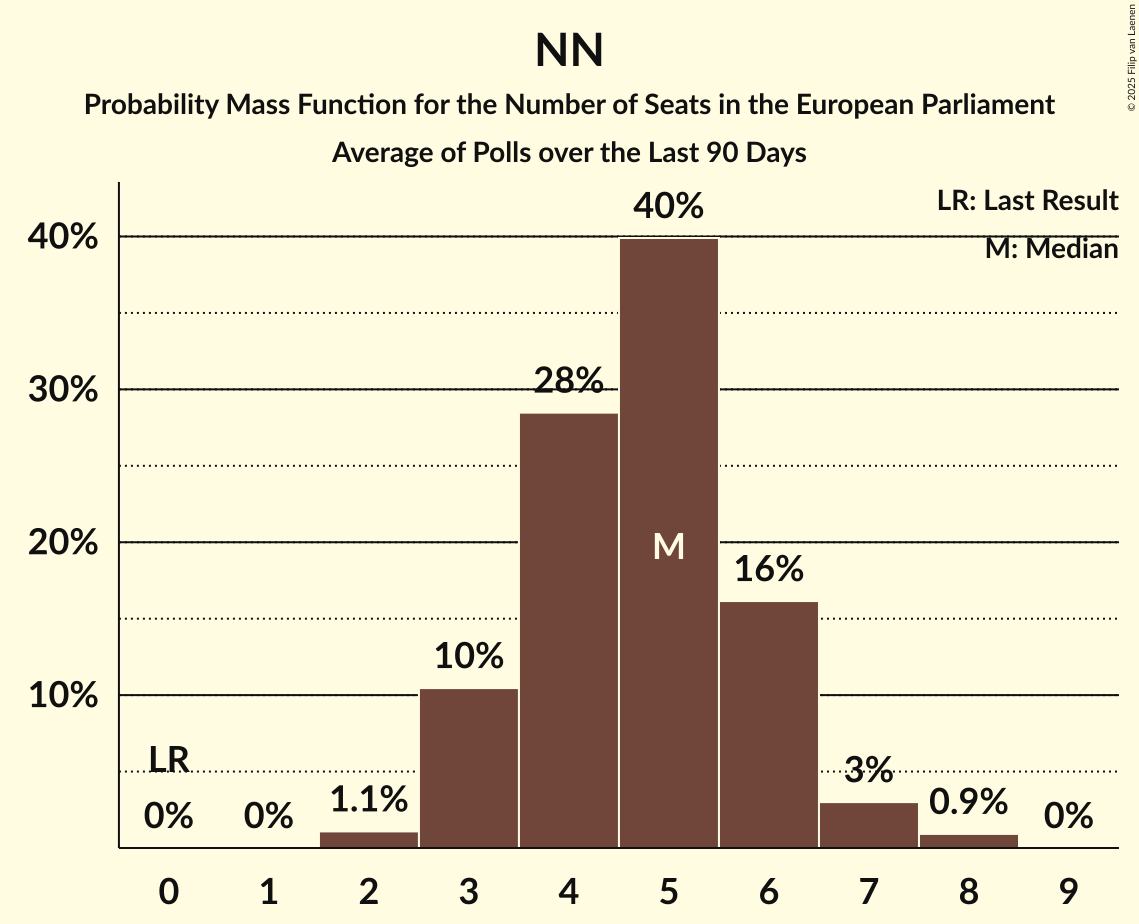 NN
Probability Mass Function for the Number of Seats in the European Parliament
Average of Polls over the Last 90 Days
© 2025 Filip van Laenen
LR: Last Result
M: Median
40%
30%
20%
10%
LR
0%
0%
1.1%
10%
28%
40%
M
16%
3%
0.9%
0%
0 1 2 3 4 5 6 7 8 9